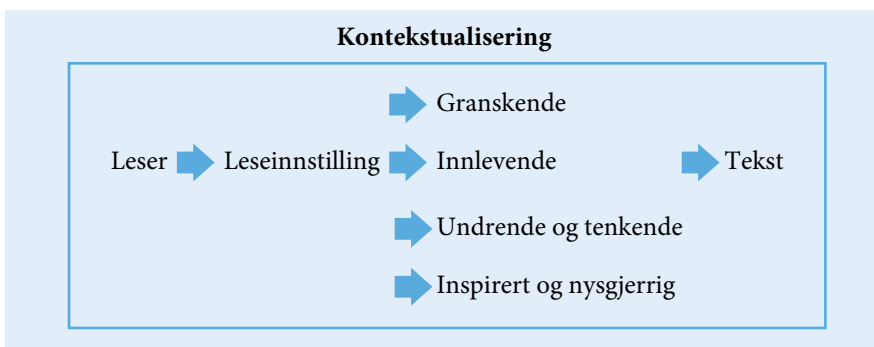 Kontekstualisering
Granskende
Leser Leseinnstilling Innlevende Tekst
Undrende og tenkende
Inspirert og nysgjerrig